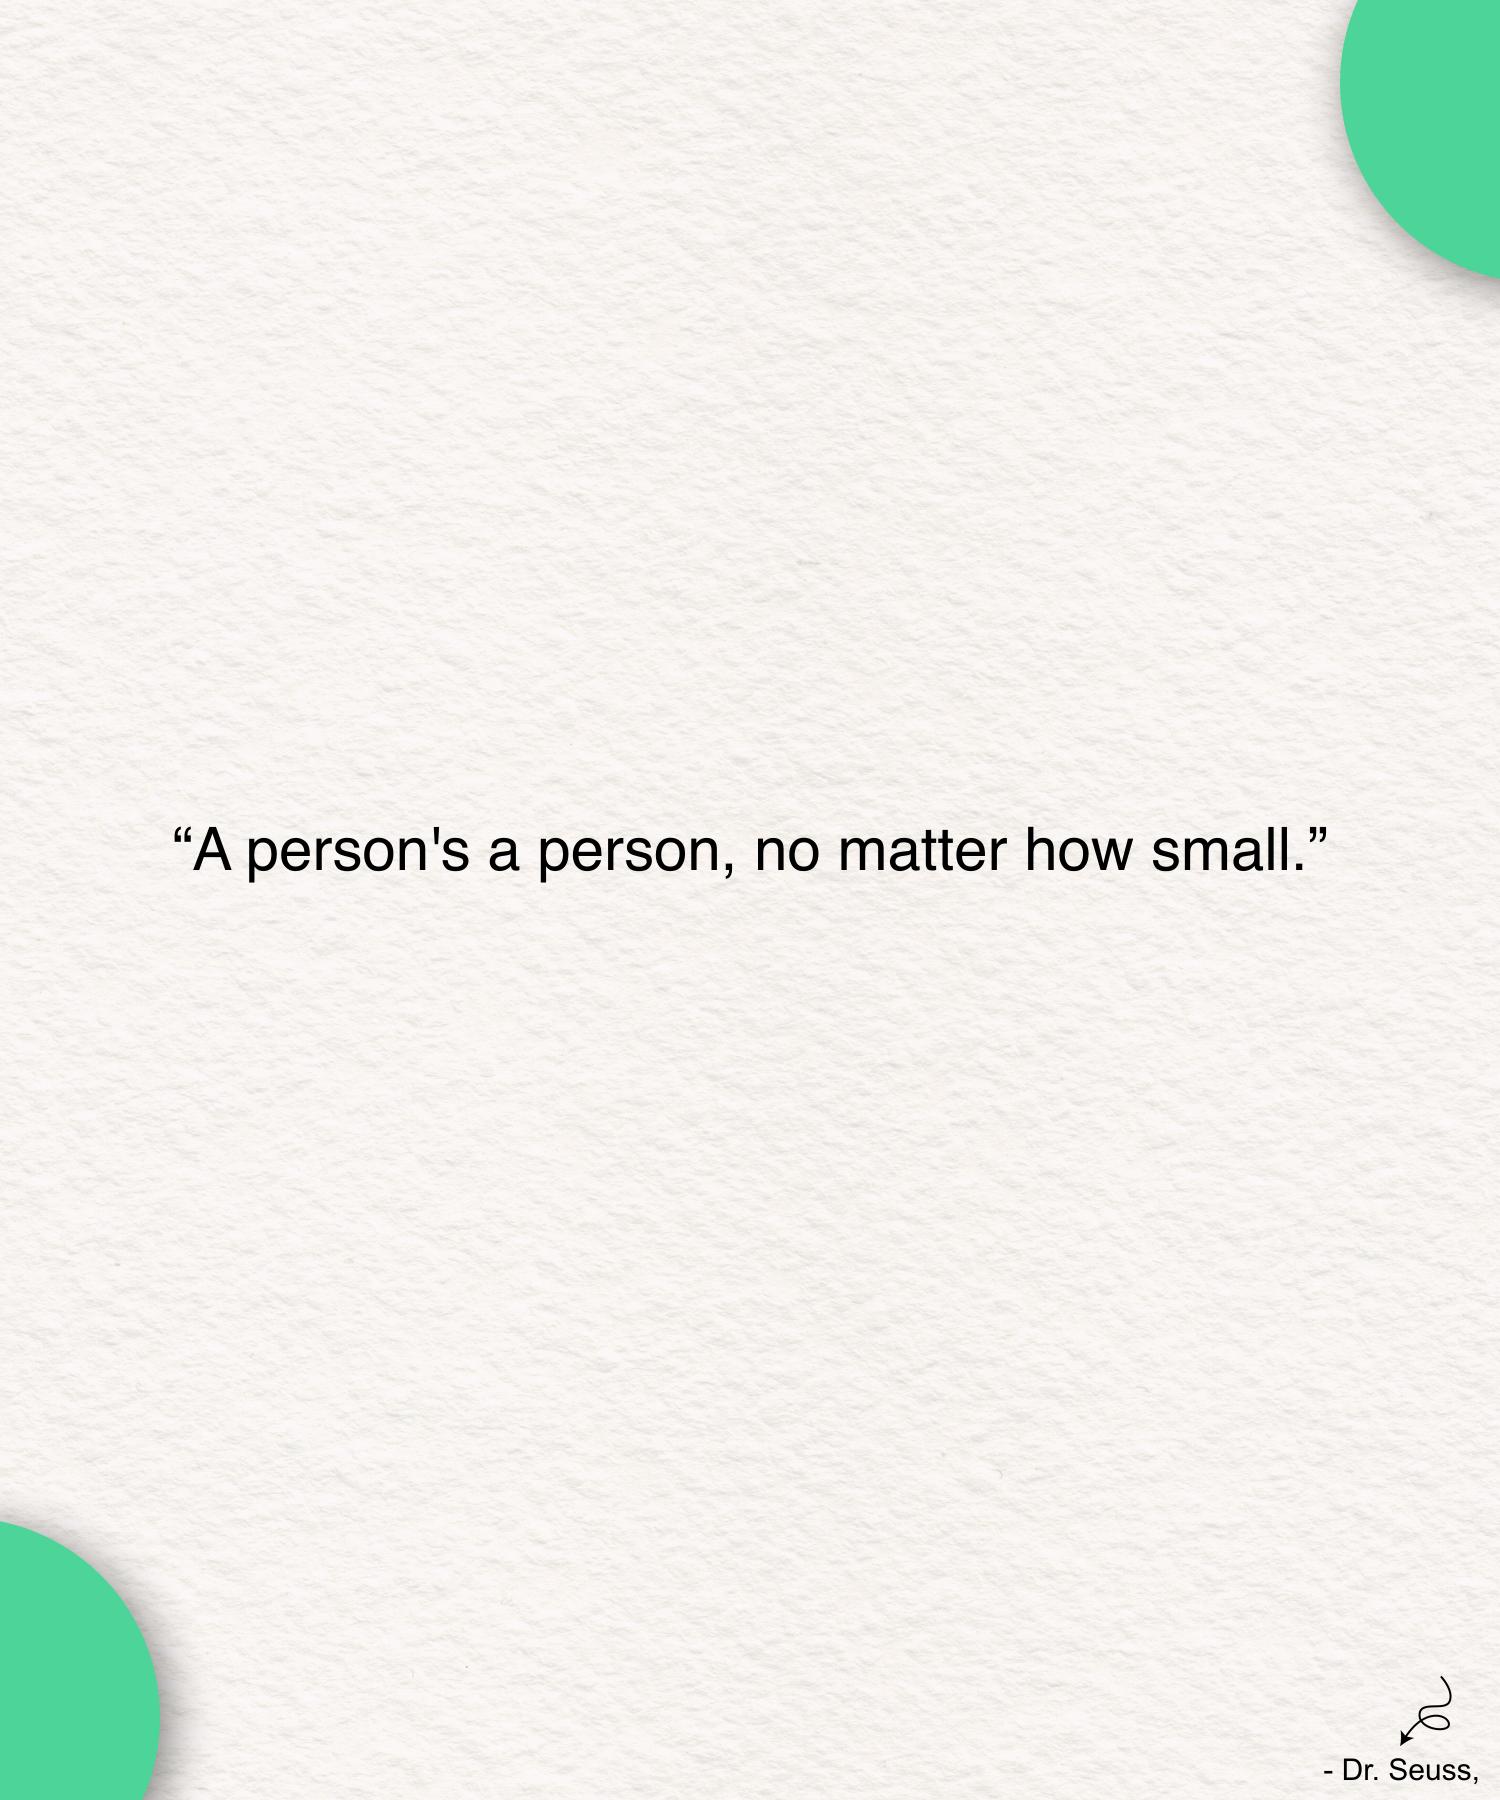 “A person's a person, no matter how small.”
- Dr. Seuss,